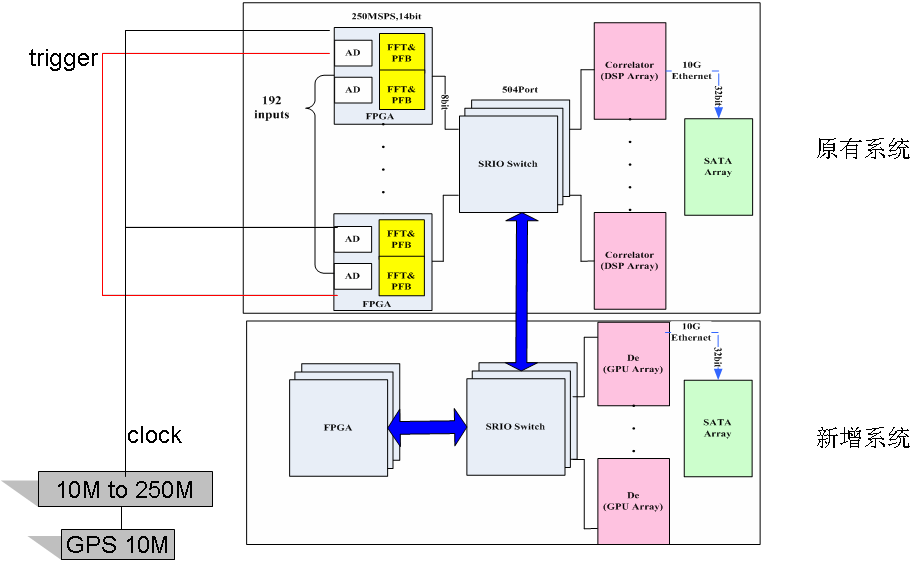 250MSPS,14bit
trigger
AD
FFT&
PFB
AD
FFT&
PFB
FPGA
192
inputs
8bit
504Port
SRIO Switch
Correlator
(DSP Array)
10G
Ethernet
32bit
SATA
Array
原有系统
AD
FFT&
PFB
AD
FFT&
PFB
FPGA
Correlator
(DSP Array)
FPGA
SRIO Switch
De
(GPU Array)
10G
Ethernet
32bit
SATA
Array
新增系统
De
(GPU Array)
clock
10M to 250M
GPS 10M